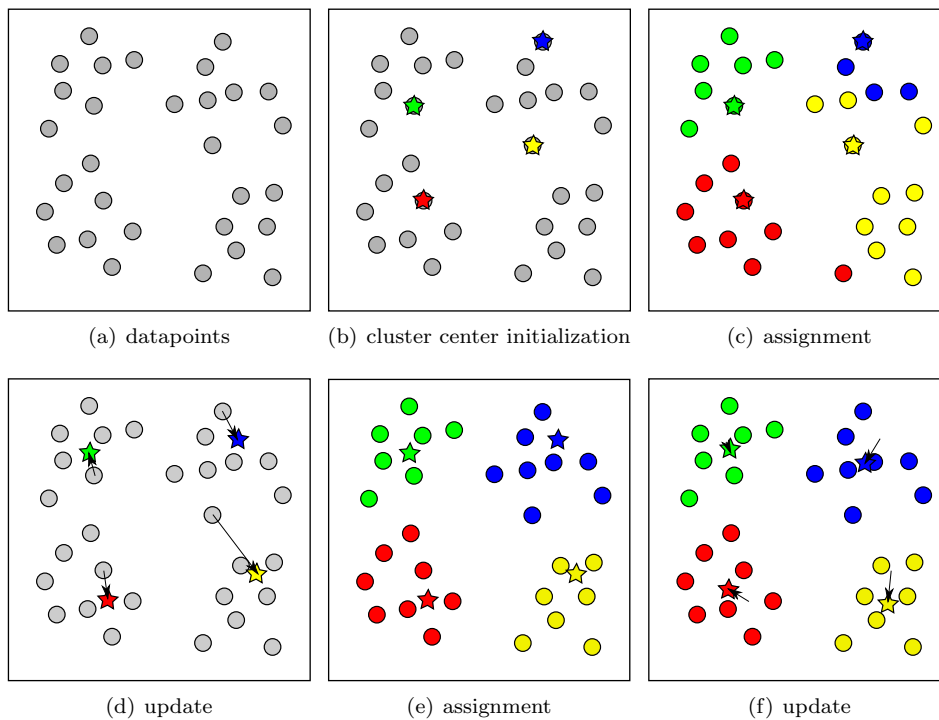 (a) datapoints
(b) cluster center initialization
(c) assignment
(d) update
(e) assignment
(f) update